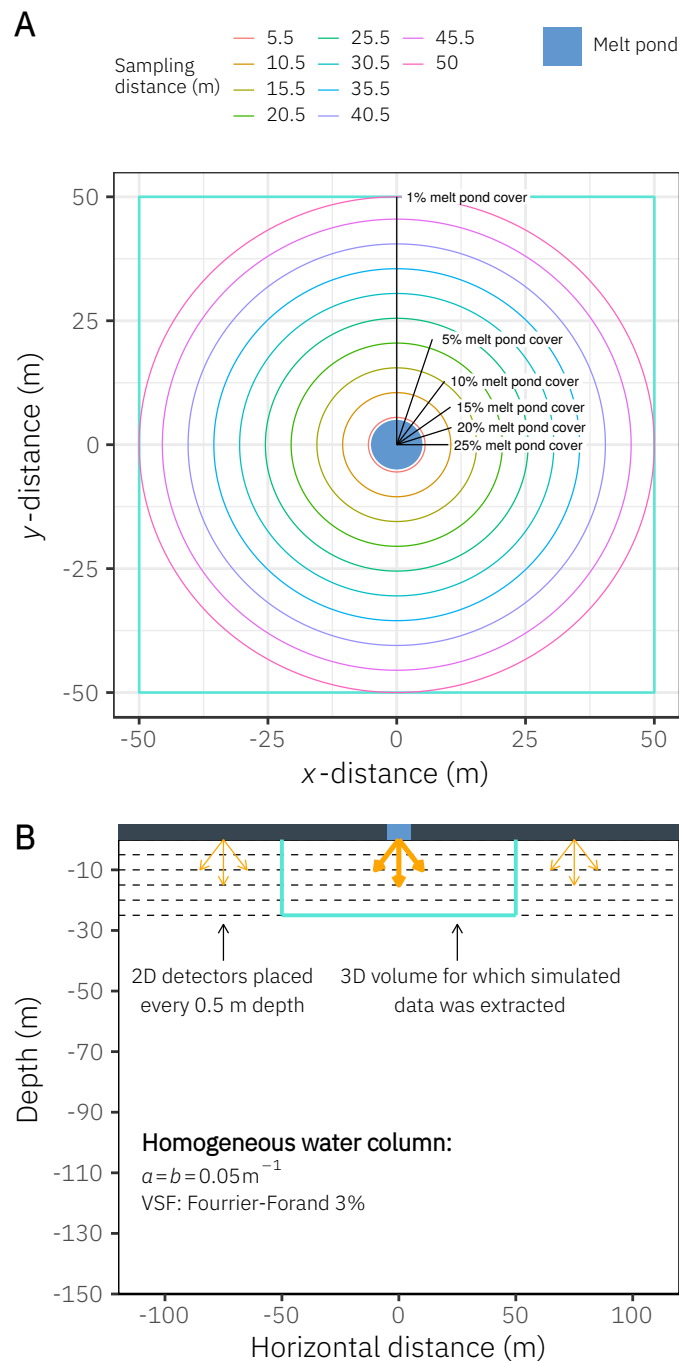 A
Sampling
distance (m)
5.5
10.5
15.5
20.5
25.5
30.5
35.5
40.5
45.5
50
Melt pond
50
25
0
-25
-50
y-distance (m)
1% melt pond cover
5% melt pond cover
10% melt pond cover
15% melt pond cover
20% melt pond cover
25% melt pond cover
-50
-25
0
25
50
x-distance (m)
B
-10
-30
-50
-70
-90
-110
-130
-150
Depth (m)
2D detectors placed
every 0.5 m depth
3D volume for which simulated
data was extracted
Homogeneous water column:
a=b=0.05m⁻¹
VSF: Fourrier-Forand 3%
-100
-50
0
50
100
Horizontal distance (m)